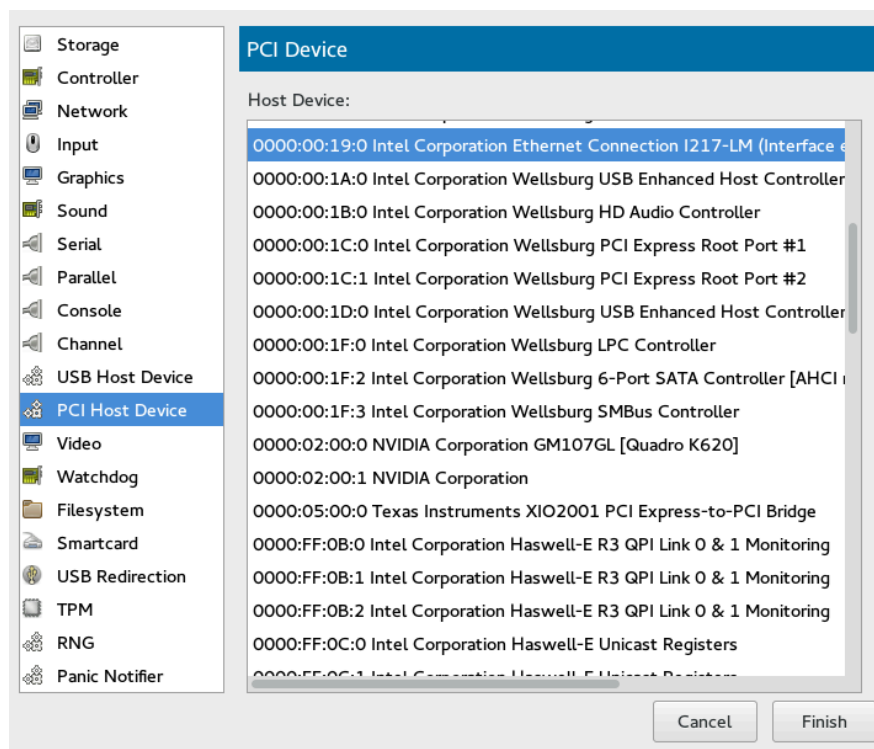 Storage
Controller
Network
Input
Graphics
Sound
Serial
Parallel
Console
Channel
USB Host Device
PCI Host Device
Video
Watchdog
Filesystem
Smartcard
USB Redirection
TPM
RNG
Panic Notifier
PCI Device
Host Device:
0000:00:19:0 Intel Corporation Ethernet Connection I217-LM (Interface e
0000:00:1A:0 Intel Corporation Wellsburg USB Enhanced Host Controller
0000:00:1B:0 Intel Corporation Wellsburg HD Audio Controller
0000:00:1C:0 Intel Corporation Wellsburg PCI Express Root Port #1
0000:00:1C:1 Intel Corporation Wellsburg PCI Express Root Port #2
0000:00:1D:0 Intel Corporation Wellsburg USB Enhanced Host Controller
0000:00:1F:0 Intel Corporation Wellsburg LPC Controller
0000:00:1F:2 Intel Corporation Wellsburg 6-Port SATA Controller [AHCI
0000:00:1F:3 Intel Corporation Wellsburg SMBus Controller
0000:02:00:0 NVIDIA Corporation GM107GL [Quadro K620]
0000:02:00:1 NVIDIA Corporation
0000:05:00:0 Texas Instruments XIO2001 PCI Express-to-PCI Bridge
0000:FF:0B:0 Intel Corporation Haswell-E R3 QPI Link 0 & 1 Monitoring
0000:FF:0B:1 Intel Corporation Haswell-E R3 QPI Link 0 & 1 Monitoring
0000:FF:0B:2 Intel Corporation Haswell-E R3 QPI Link 0 & 1 Monitoring
0000:FF:0C:0 Intel Corporation Haswell-E Unicast Registers
0000:FF:0C:1 Intel Corporation Haswell-E Unicast Registers
Cancel
Finish